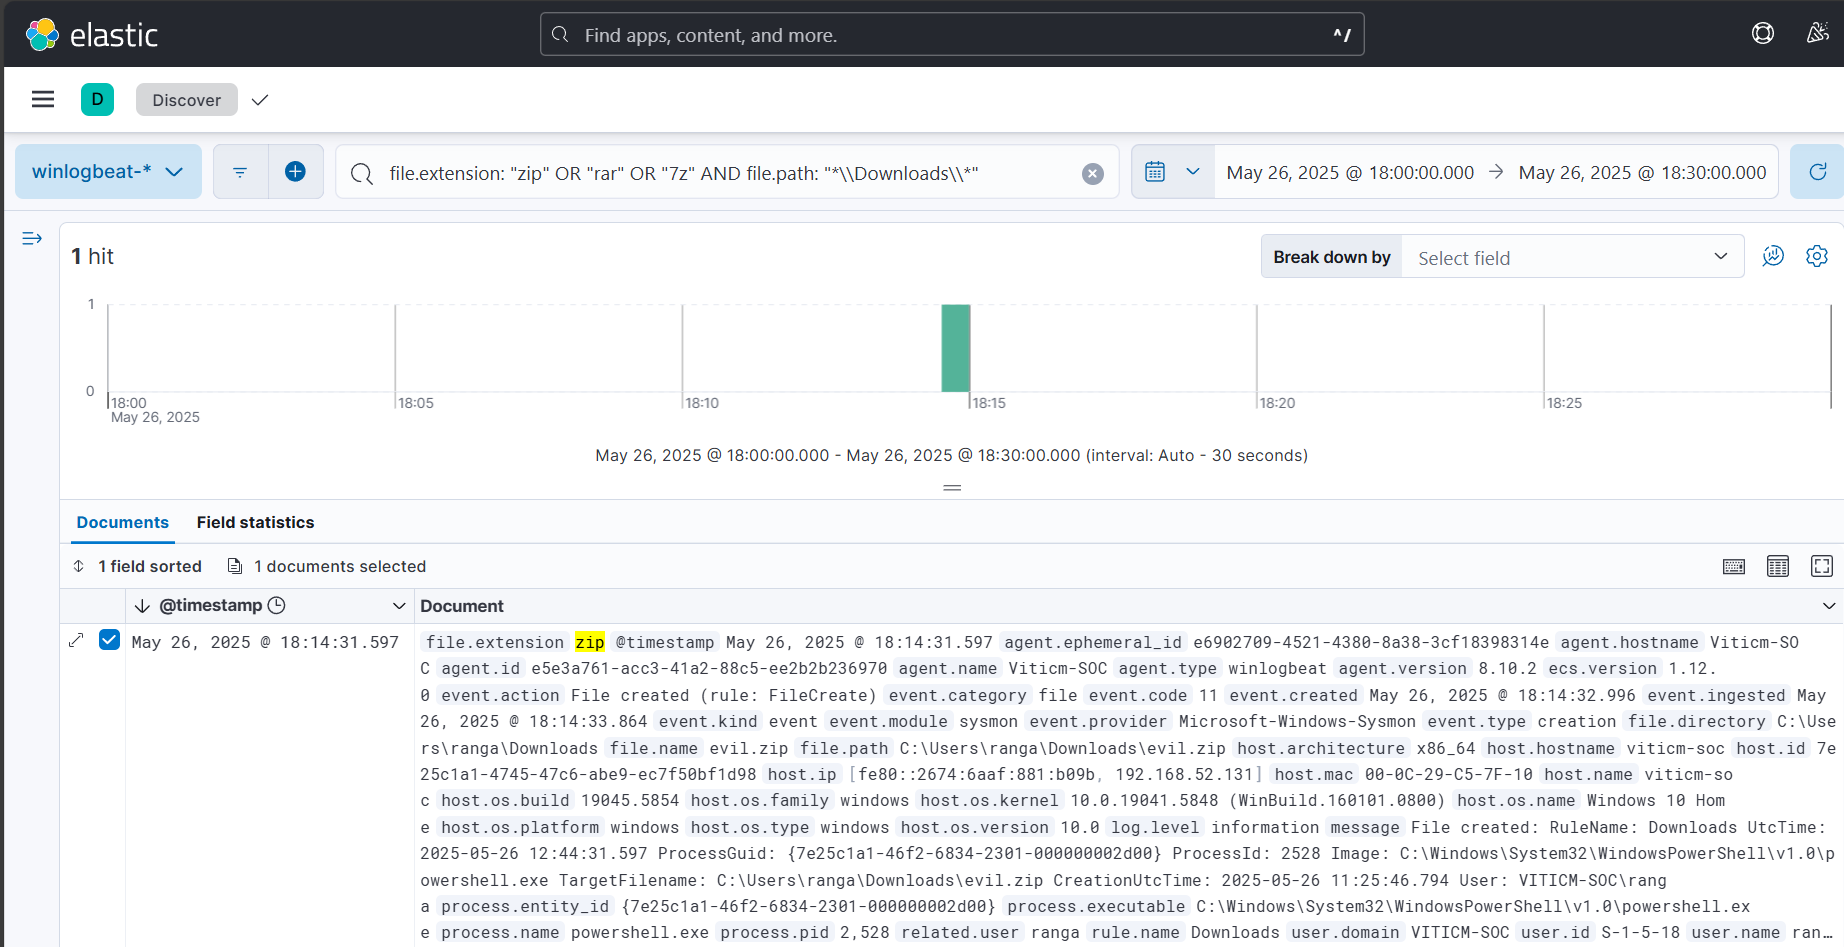 elastic
Find apps, content, and more.
^/
D
Discover
winlogbeat-*
file.extension: "zip" OR "rar" OR "7z" AND file.path: "*\\Downloads\\*"
May 26, 2025 @ 18:00:00.000 → May 26, 2025 @ 18:30:00.000
1 hit
Break down by Select field
1
0
18:00 18:05 18:10 18:15 18:20 18:25
May 26, 2025
May 26, 2025 @ 18:00:00.000 - May 26, 2025 @ 18:30:00.000 (interval: Auto - 30 seconds)
Documents Field statistics
1 field sorted 1 documents selected
@timestamp Document
May 26, 2025 @ 18:14:31.597
file.extension zip @timestamp May 26, 2025 @ 18:14:31.597 agent.ephemeral_id e6902709-4521-4380-8a38-3cf18398314e agent.hostname Viticm-SO
C agent.id e5e3a761-acc3-41a2-88c5-ee2b2b236970 agent.name Viticm-SOC agent.type winlogbeat agent.version 8.10.2 ecs.version 1.12.
0 event.action File created (rule: FileCreate) event.category file event.code 11 event.created May 26, 2025 @ 18:14:32.996 event.ingested May
26, 2025 @ 18:14:33.864 event.kind event event.module sysmon event.provider Microsoft-Windows-Sysmon event.type creation file.directory C:\Use
rs\ranga\Downloads file.name evil.zip file.path C:\Users\ranga\Downloads\evil.zip host.architecture x86_64 host.hostname viticm-soc host.id 7e
25c1a1-4745-47c6-abe9-ec7f50bf1d98 host.ip [fe80::2674:6aaf:881:b09b, 192.168.52.131] host.mac 00-0C-29-C5-7F-10 host.name viticm-so
c host.os.build 19045.5854 host.os.family windows host.os.kernel 10.0.19041.5848 (WinBuild.160101.0800) host.os.name Windows 10 Hom
e host.os.platform windows host.os.type windows host.os.version 10.0 log.level information message File created: RuleName: Downloads UtcTime:
2025-05-26 12:44:31.597 ProcessGuid: {7e25c1a1-46f2-6834-2301-000000002d00} ProcessId: 2528 Image: C:\Windows\System32\WindowsPowerShell\v1.0\p
owershell.exe TargetFilename: C:\Users\ranga\Downloads\evil.zip CreationUtcTime: 2025-05-26 11:25:46.794 User: VITICM-SOC\rang
a process.entity_id {7e25c1a1-46f2-6834-2301-000000002d00} process.executable C:\Windows\System32\WindowsPowerShell\v1.0\powershell.ex
e process.name powershell.exe process.pid 2,528 related.user ranga rule.name Downloads user.domain VITICM-SOC user.id S-1-5-18 user.name ran…